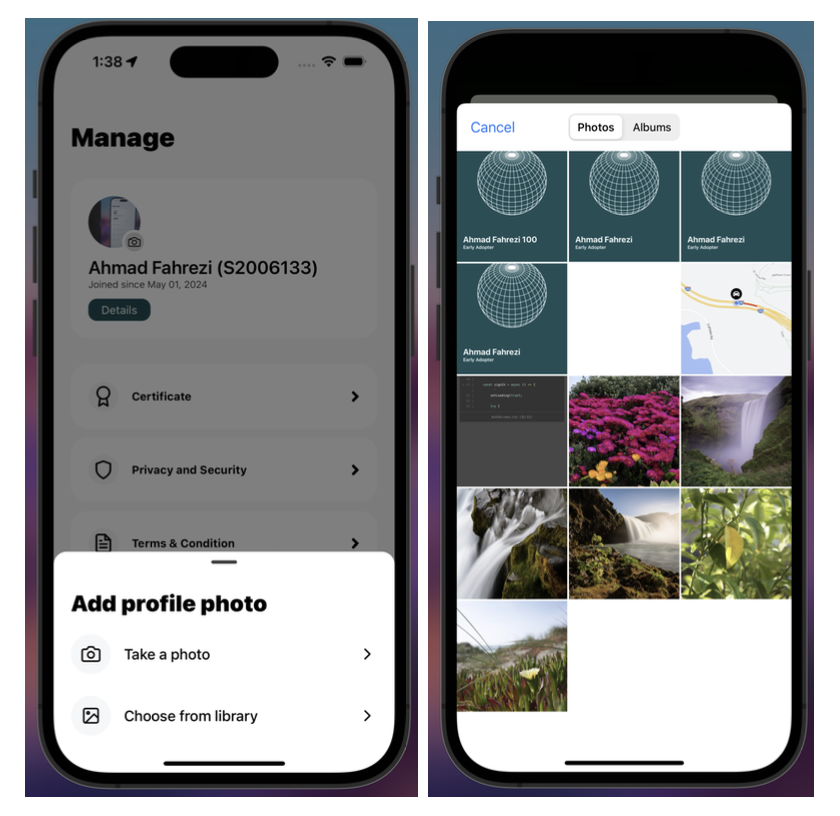 1:38
Manage
Ahmad Fahrezi (S2006133)
Joined since May 01, 2024
Details
Certificate
Privacy and Security
Terms & Condition
Add profile photo
Take a photo
Choose from library
Cancel
Photos
Albums
Ahmad Fahrezi 100
Early Adopter
Ahmad Fahrezi
Early Adopter
Ahmad Fahrezi
Early Adopter
Ahmad Fahrezi
Early Adopter